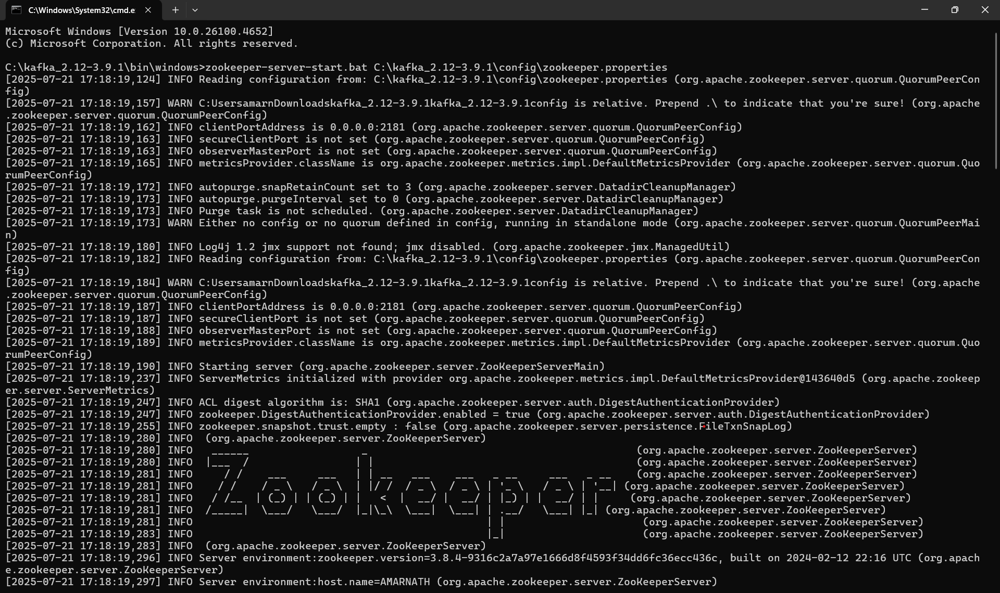 C:\Windows\System32\cmd.e
Microsoft Windows [Version 10.0.26100.4652]
(c) Microsoft Corporation. All rights reserved.
C:\kafka_2.12-3.9.1\bin\windows>zookeeper-server-start.bat C:\kafka_2.12-3.9.1\config\zookeeper.properties
[2025-07-21 17:18:19,124] INFO Reading configuration from: C:\kafka_2.12-3.9.1\config\zookeeper.properties (org.apache.zookeeper.server.quorum.QuorumPeerCon
fig)
[2025-07-21 17:18:19,157] WARN C:UsersamarnDownloadskafka_2.12-3.9.1kafka_2.12-3.9.1config is relative. Prepend .\ to indicate that you're sure! (org.apache
.zookeeper.server.quorum.QuorumPeerConfig)
[2025-07-21 17:18:19,162] INFO clientPortAddress is 0.0.0.0:2181 (org.apache.zookeeper.server.quorum.QuorumPeerConfig)
[2025-07-21 17:18:19,163] INFO secureClientPort is not set (org.apache.zookeeper.server.quorum.QuorumPeerConfig)
[2025-07-21 17:18:19,163] INFO observerMasterPort is not set (org.apache.zookeeper.server.quorum.QuorumPeerConfig)
[2025-07-21 17:18:19,165] INFO metricsProvider.className is org.apache.zookeeper.metrics.impl.DefaultMetricsProvider (org.apache.zookeeper.server.quorum.Quo
rumPeerConfig)
[2025-07-21 17:18:19,172] INFO autopurge.snapRetainCount set to 3 (org.apache.zookeeper.server.DatadirCleanupManager)
[2025-07-21 17:18:19,173] INFO autopurge.purgeInterval set to 0 (org.apache.zookeeper.server.DatadirCleanupManager)
[2025-07-21 17:18:19,173] INFO Purge task is not scheduled. (org.apache.zookeeper.server.DatadirCleanupManager)
[2025-07-21 17:18:19,173] WARN Either no config or no quorum defined in config, running in standalone mode (org.apache.zookeeper.server.quorum.QuorumPeerMai
n)
[2025-07-21 17:18:19,180] INFO Log4j 1.2 jmx support not found; jmx disabled. (org.apache.zookeeper.jmx.ManagedUtil)
[2025-07-21 17:18:19,182] INFO Reading configuration from: C:\kafka_2.12-3.9.1\config\zookeeper.properties (org.apache.zookeeper.server.quorum.QuorumPeerCon
fig)
[2025-07-21 17:18:19,184] WARN C:UsersamarnDownloadskafka_2.12-3.9.1kafka_2.12-3.9.1config is relative. Prepend .\ to indicate that you're sure! (org.apache
.zookeeper.server.quorum.QuorumPeerConfig)
[2025-07-21 17:18:19,187] INFO clientPortAddress is 0.0.0.0:2181 (org.apache.zookeeper.server.quorum.QuorumPeerConfig)
[2025-07-21 17:18:19,187] INFO secureClientPort is not set (org.apache.zookeeper.server.quorum.QuorumPeerConfig)
[2025-07-21 17:18:19,188] INFO observerMasterPort is not set (org.apache.zookeeper.server.quorum.QuorumPeerConfig)
[2025-07-21 17:18:19,189] INFO metricsProvider.className is org.apache.zookeeper.metrics.impl.DefaultMetricsProvider (org.apache.zookeeper.server.quorum.Quo
rumPeerConfig)
[2025-07-21 17:18:19,190] INFO Starting server (org.apache.zookeeper.server.ZooKeeperServerMain)
[2025-07-21 17:18:19,237] INFO ServerMetrics initialized with provider org.apache.zookeeper.metrics.impl.DefaultMetricsProvider@143640d5 (org.apache.zookeep
er.server.ServerMetrics)
[2025-07-21 17:18:19,247] INFO ACL digest algorithm is: SHA1 (org.apache.zookeeper.server.auth.DigestAuthenticationProvider)
[2025-07-21 17:18:19,247] INFO zookeeper.DigestAuthenticationProvider.enabled = true (org.apache.zookeeper.server.auth.DigestAuthenticationProvider)
[2025-07-21 17:18:19,255] INFO zookeeper.snapshot.trust.empty : false (org.apache.zookeeper.server.persistence.FileTxnSnapLog)
[2025-07-21 17:18:19,280] INFO  (org.apache.zookeeper.server.ZooKeeperServer)
[2025-07-21 17:18:19,280] INFO   ______                  _                                           (org.apache.zookeeper.server.ZooKeeperServer)
[2025-07-21 17:18:19,280] INFO  |___  /                 | |                                          (org.apache.zookeeper.server.ZooKeeperServer)
[2025-07-21 17:18:19,281] INFO     / /    ___     ___   | | __   ___    ___   _ __     ___   _ __    (org.apache.zookeeper.server.ZooKeeperServer)
[2025-07-21 17:18:19,281] INFO    / /    / _ \   / _ \  | |/ /  / _ \  / _ \ | '_ \   / _ \ | '__| (org.apache.zookeeper.server.ZooKeeperServer)
[2025-07-21 17:18:19,281] INFO   / /__  | (_) | | (_) | |   <  |  __/ |  __/ | |_) | |  __/ | |     (org.apache.zookeeper.server.ZooKeeperServer)
[2025-07-21 17:18:19,281] INFO  /_____|  \___/   \___/  |_|\_\  \___|  \___| | .__/   \___| |_| (org.apache.zookeeper.server.ZooKeeperServer)
[2025-07-21 17:18:19,281] INFO                                               | |                      (org.apache.zookeeper.server.ZooKeeperServer)
[2025-07-21 17:18:19,283] INFO                                               |_|                      (org.apache.zookeeper.server.ZooKeeperServer)
[2025-07-21 17:18:19,283] INFO  (org.apache.zookeeper.server.ZooKeeperServer)
[2025-07-21 17:18:19,296] INFO Server environment:zookeeper.version=3.8.4-9316c2a7a97e1666d8f4593f34dd6fc36ecc436c, built on 2024-02-12 22:16 UTC (org.apach
e.zookeeper.server.ZooKeeperServer)
[2025-07-21 17:18:19,297] INFO Server environment:host.name=AMARNATH (org.apache.zookeeper.server.ZooKeeperServer)